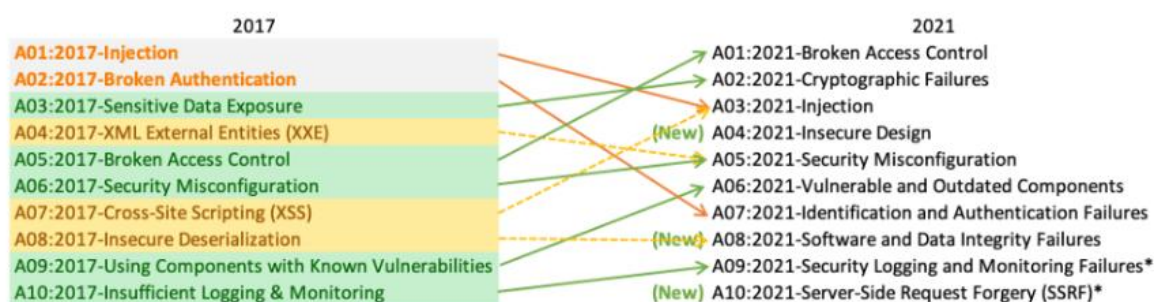 2017 2021
A01:2017-Injection A01:2021-Broken Access Control
A02:2017-Broken Authentication A02:2021-Cryptographic Failures
A03:2017-Sensitive Data Exposure A03:2021-Injection
A04:2017-XML External Entities (XXE) (New) A04:2021-Insecure Design
A05:2017-Broken Access Control A05:2021-Security Misconfiguration
A06:2017-Security Misconfiguration A06:2021-Vulnerable and Outdated Components
A07:2017-Cross-Site Scripting (XSS) A07:2021-Identification and Authentication Failures
A08:2017-Insecure Deserialization (New) A08:2021-Software and Data Integrity Failures
A09:2017-Using Components with Known Vulnerabilities A09:2021-Security Logging and Monitoring Failures*
A10:2017-Insufficient Logging & Monitoring (New) A10:2021-Server-Side Request Forgery (SSRF)*